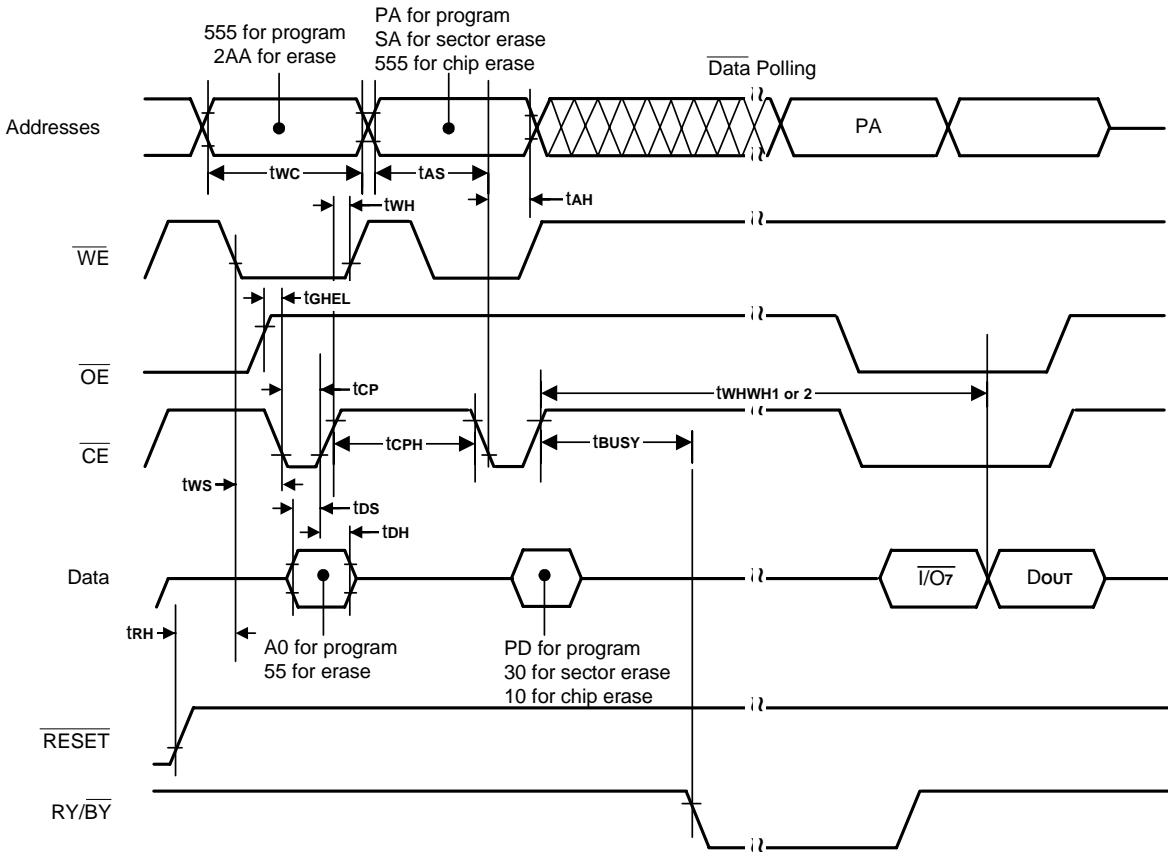 555 for program
2AA for erase
PA for program
SA for sector erase
555 for chip erase
Data Polling
Addresses
PA
tWC
tAS
tWH
tAH
WE
tGHEL
OE
tCP
tWHWH1 or 2
CE
tCPH
tBUSY
tWS
tDS
tDH
Data
I/O7
DOUT
tRH
A0 for program
55 for erase
PD for program
30 for sector erase
10 for chip erase
RESET
RY/BY